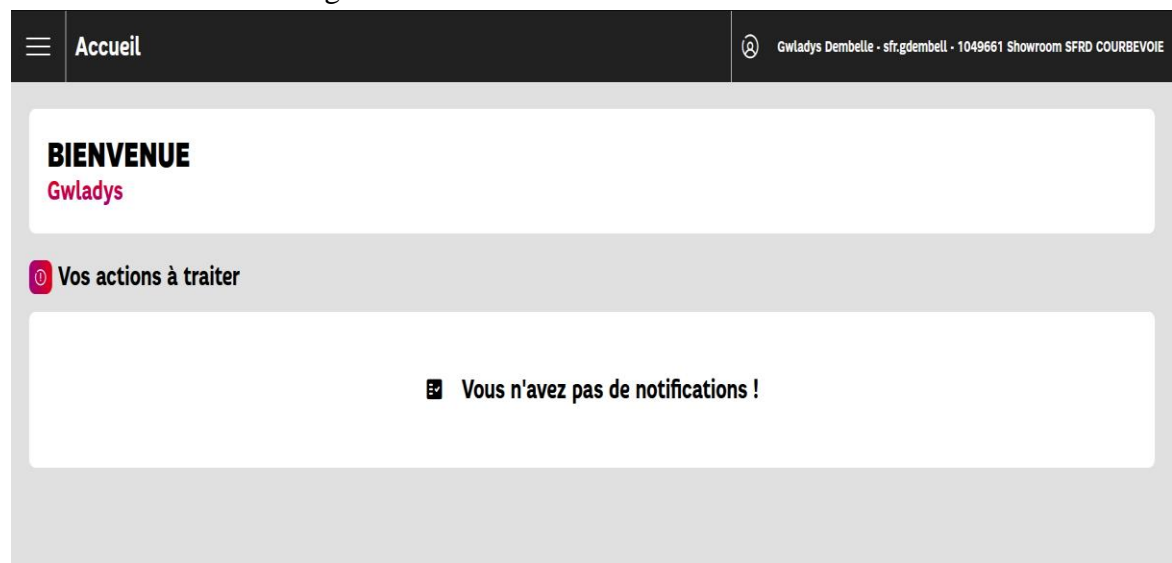 Accueil
Gwladys Dembelle - sfr.gdembell - 1049661 Showroom SFRD COURBEVOIE
BIENVENUE
Gwladys
Vos actions à traiter
Vous n'avez pas de notifications !